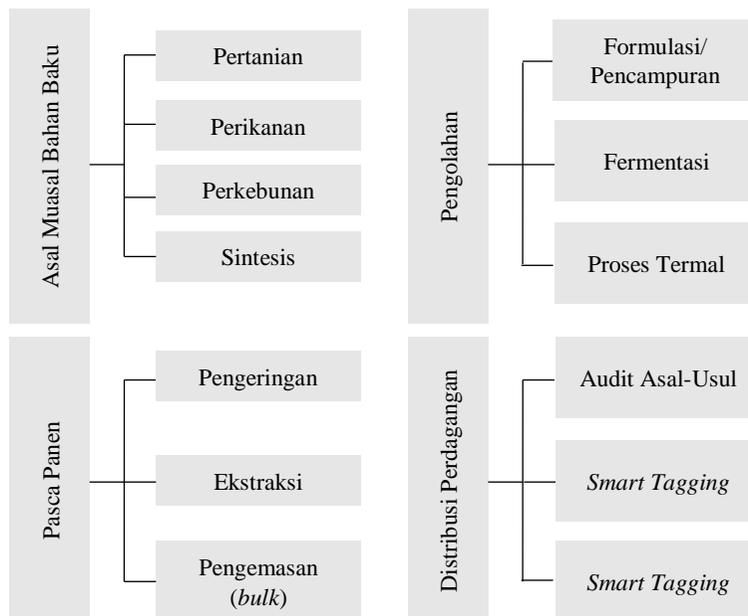 Asal Muasal Bahan Baku
Pertanian
Perikanan
Perkebunan
Sintesis
Pengolahan
Formulasi/
Pencampuran
Fermentasi
Proses Termal
Pasca Panen
Pengeringan
Ekstraksi
Pengemasan
(bulk)
Distribusi Perdagangan
Audit Asal-Usul
Smart Tagging
Smart Tagging